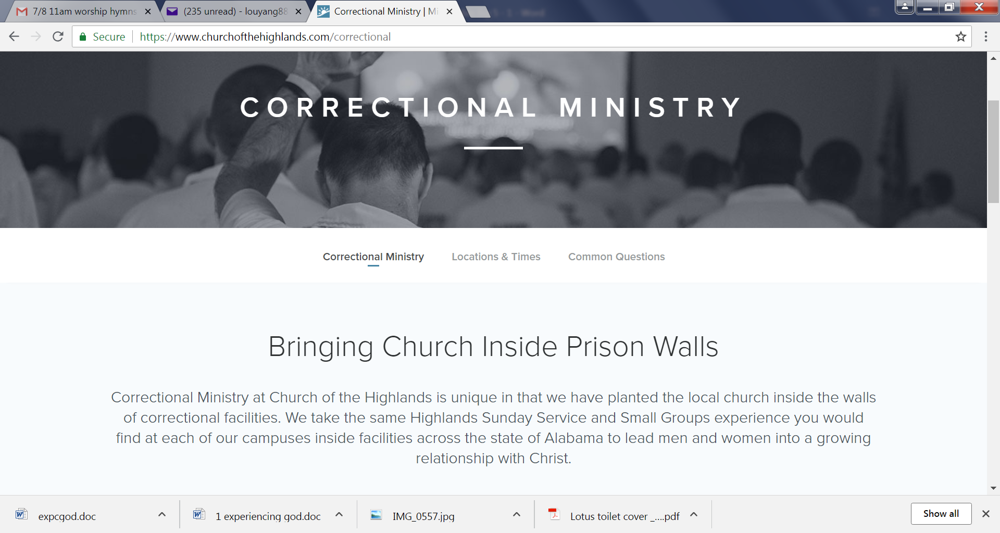 7/8 11am worship hymns
(235 unread) - louyang88
Correctional Ministry | Mi
Secure https://www.churchofthehighlands.com/correctional
CORRECTIONAL MINISTRY
Correctional Ministry Locations & Times Common Questions
Bringing Church Inside Prison Walls
Correctional Ministry at Church of the Highlands is unique in that we have planted the local church inside the walls
of correctional facilities. We take the same Highlands Sunday Service and Small Groups experience you would
find at each of our campuses inside facilities across the state of Alabama to lead men and women into a growing
relationship with Christ.
expcgod.doc
1 experiencing god.doc
IMG_0557.jpg
Lotus toilet cover _....pdf
Show all